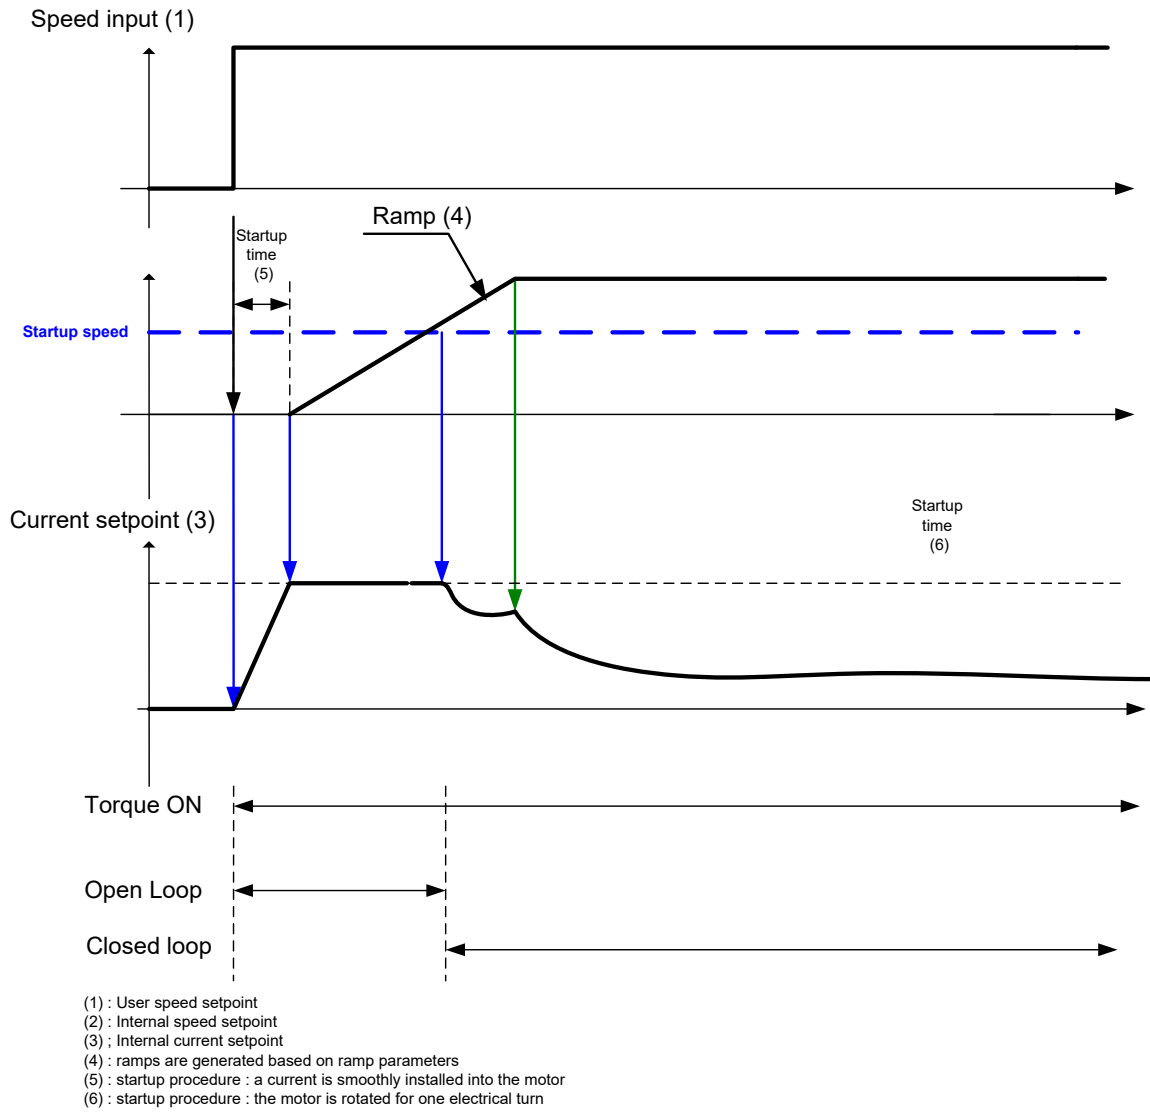 Speed input (1)
Ramp (4)
Startup
time
(5)
Startup speed
Current setpoint (3)
Startup
time
(6)
Torque ON
Open Loop
Closed loop
(1) : User speed setpoint
(2) : Internal speed setpoint
(3) ; Internal current setpoint
(4) : ramps are generated based on ramp parameters
(5) : startup procedure : a current is smoothly installed into the motor
(6) : startup procedure : the motor is rotated for one electrical turn